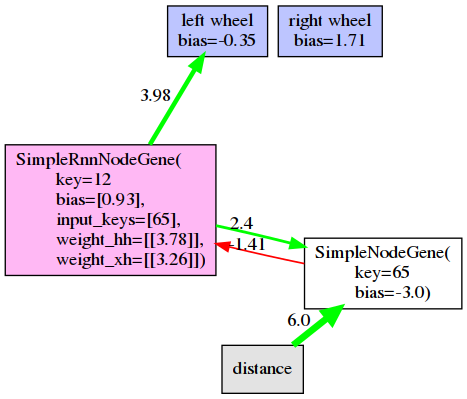 left wheel
bias=-0.35
right wheel
bias=1.71
3.98
SimpleRnnNodeGene(
key=12
bias=[0.93],
input_keys=[65],
weight_hh=[[3.78]],
weight_xh=[[3.26]])
2.4
-1.41
SimpleNodeGene(
key=65
bias=-3.0)
6.0
distance